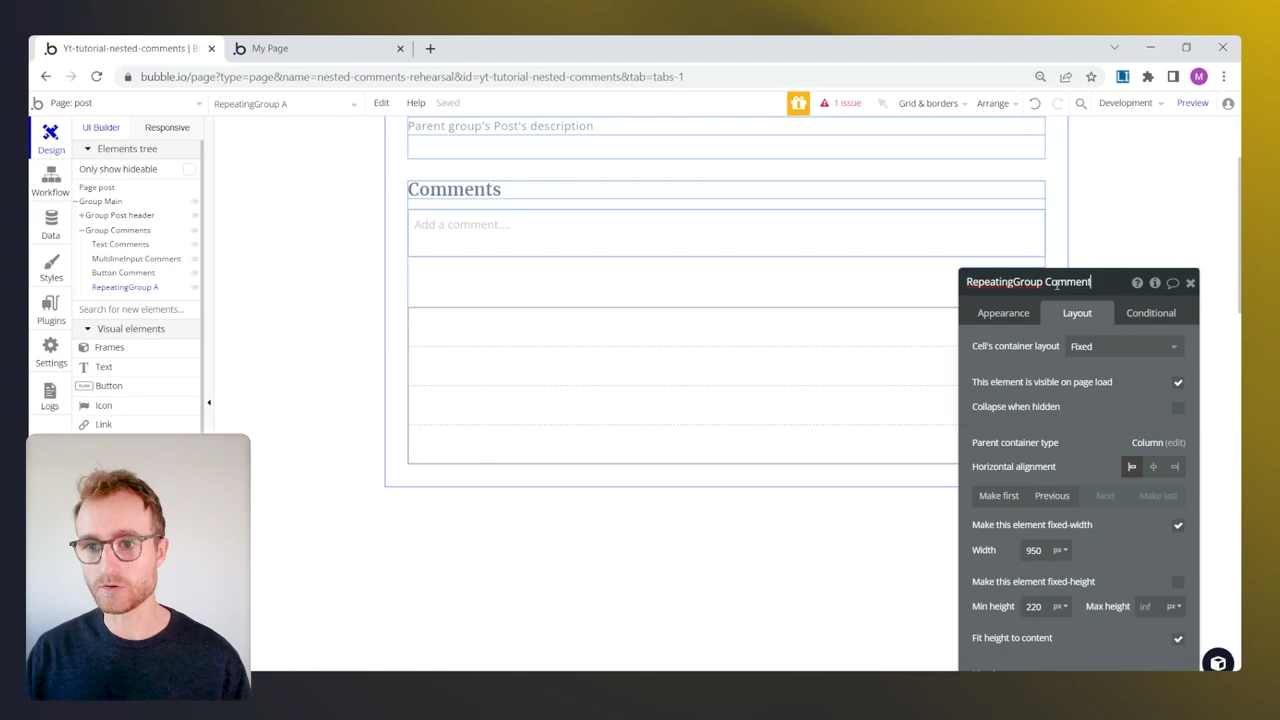 Yt-tutorial-nested-comments | Bu
My Page
bubble.io/page?type=page&name=nested-comments-rehearsal&id=yt-tutorial-nested-comments&tab=tabs-1
M
Page: post
RepeatingGroup A
Edit
Help
Saved
1 issue
Grid & borders
Arrange
Development
Preview
Design
Workflow
Data
Styles
Plugins
Settings
Logs
UI Builder
Responsive
Elements tree
Only show hideable
Page post
Group Main
Group Post header
Group Comments
Text Comments
MultilineInput Comment
Button Comment
RepeatingGroup A
Search for new elements...
Visual elements
Frames
Text
CLICK Button
Icon
Link
Parent group's Post's description
Comments
Add a comment....
RepeatingGroup Comment
Appearance
Layout
Conditional
Cell's container layout Fixed
This element is visible on page load
Collapse when hidden
Parent container type Column (edit)
Horizontal alignment
Make first Previous Next Make last
Make this element fixed-width
Width 950 px
Make this element fixed-height
Min height 220 px Max height inf px
Fit height to content